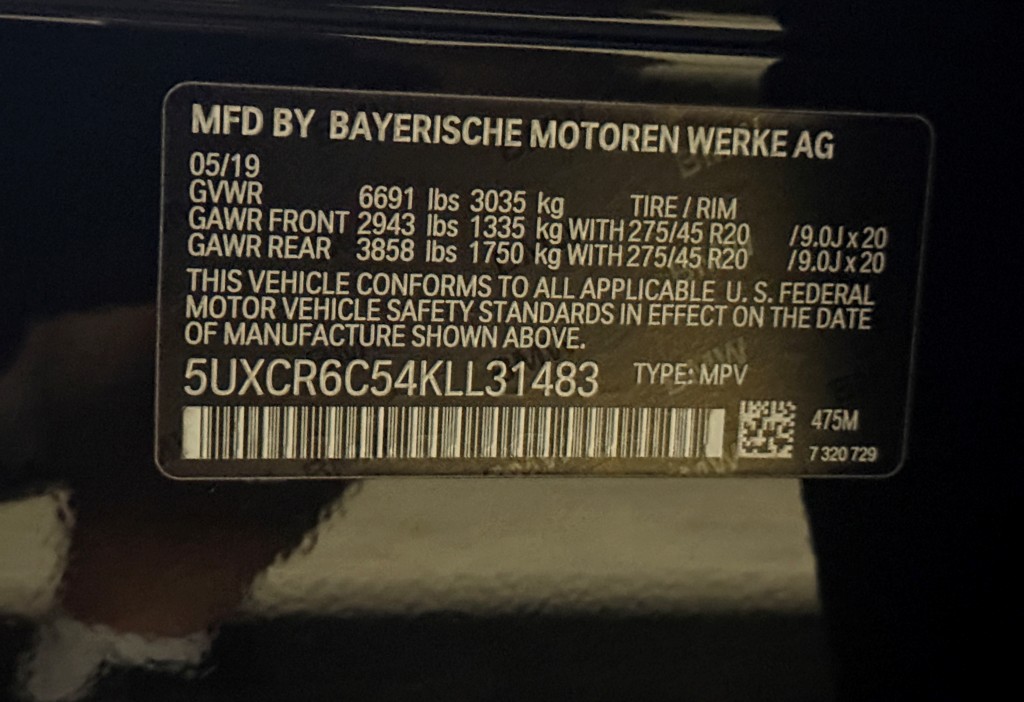 MFD BY BAYERISCHE MOTOREN WERKE AG
05/19
GVWR 6691 lbs 3035 kg TIRE / RIM
GAWR FRONT 2943 lbs 1335 kg WITH 275/45 R20 /9.0J x 20
GAWR REAR 3858 lbs 1750 kg WITH 275/45 R20 /9.0J x 20
THIS VEHICLE CONFORMS TO ALL APPLICABLE U. S. FEDERAL
MOTOR VEHICLE SAFETY STANDARDS IN EFFECT ON THE DATE
OF MANUFACTURE SHOWN ABOVE.
5UXCR6C54KLL31483 TYPE: MPV
475M
7 320 729